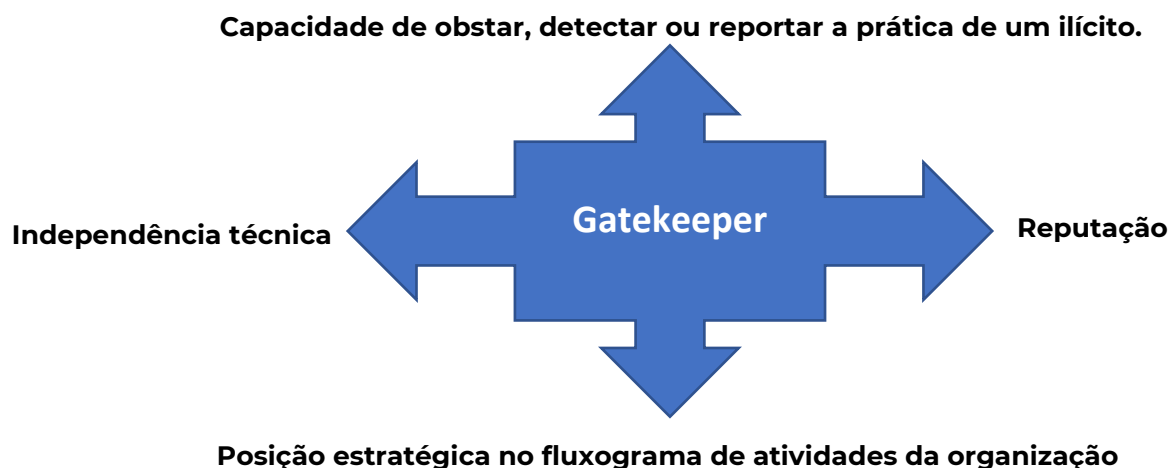 Capacidade de obstar, detectar ou reportar a prática de um ilícito.
Independência técnica
Gatekeeper
Reputação
Posição estratégica no fluxograma de atividades da organização